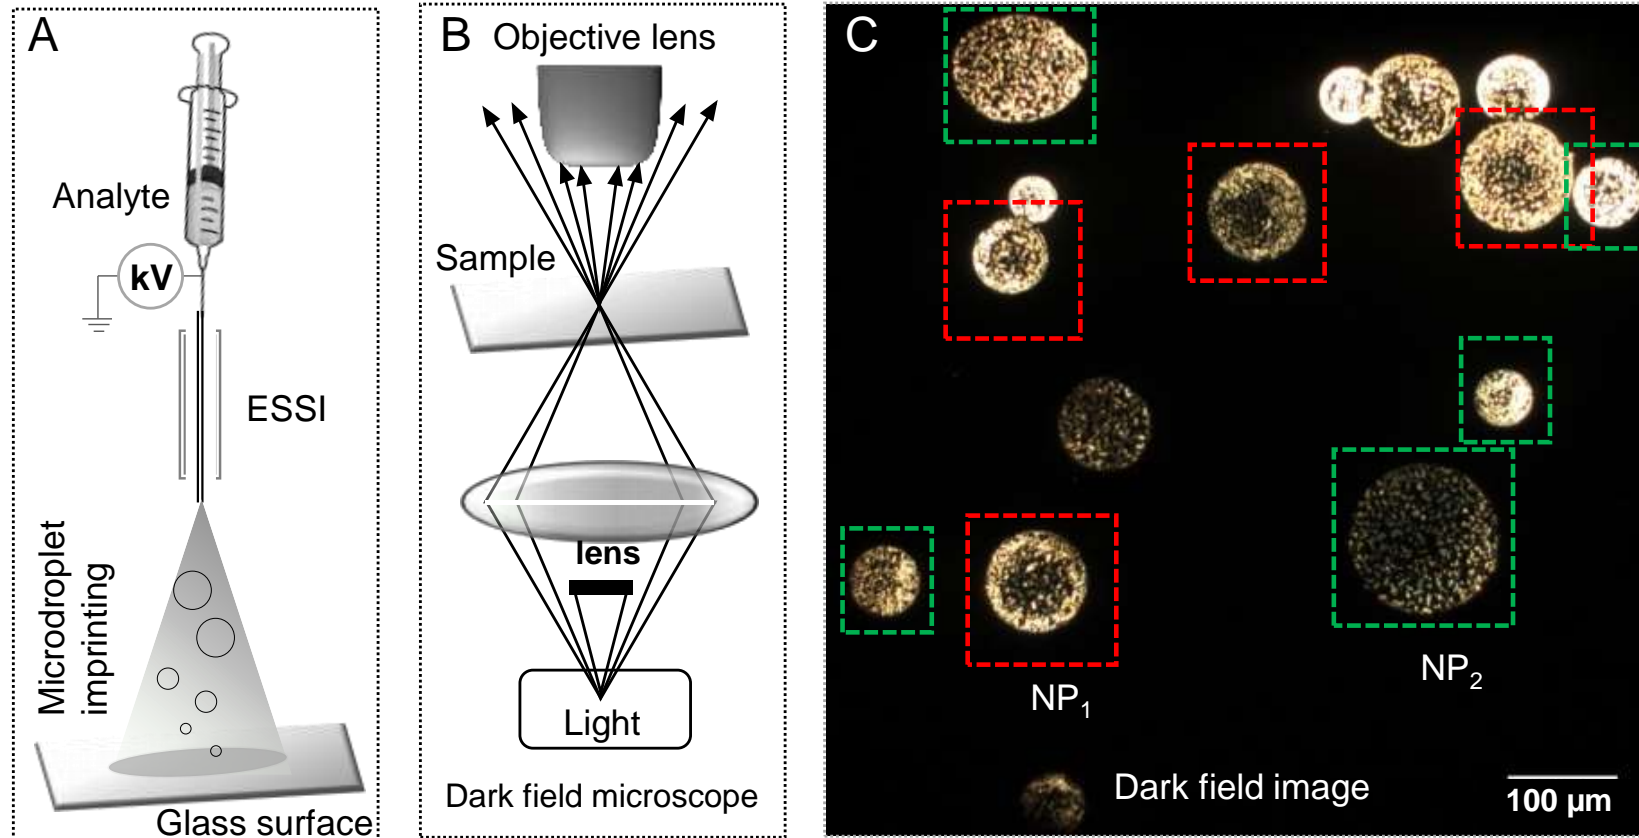 A
Analyte
kV
ESSI
Microdroplet
imprinting
Glass surface
B
Objective lens
Sample
lens
Light
Dark field microscope
C
NP₁
NP₂
Dark field image
100 µm